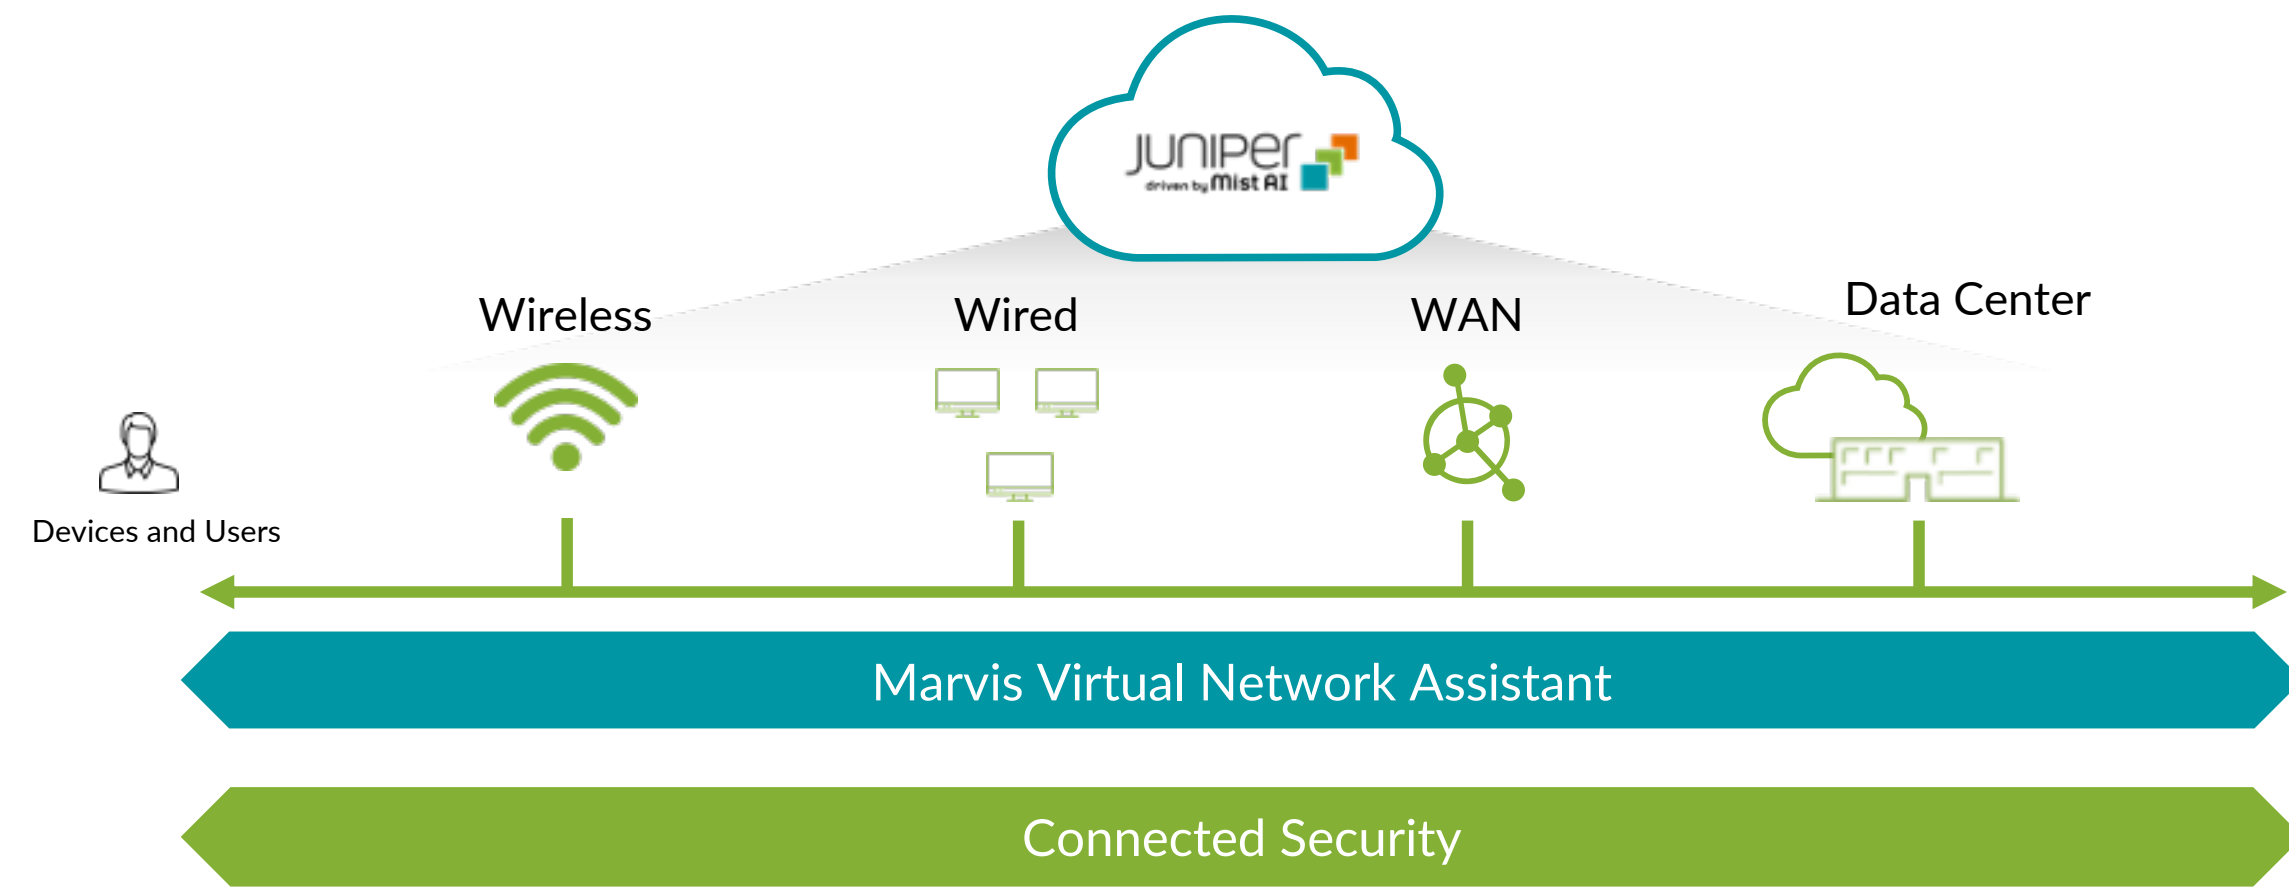 JUNIPer
driven by Mist AI
Wireless
Wired
WAN
Data Center
Devices and Users
Marvis Virtual Network Assistant
Connected Security